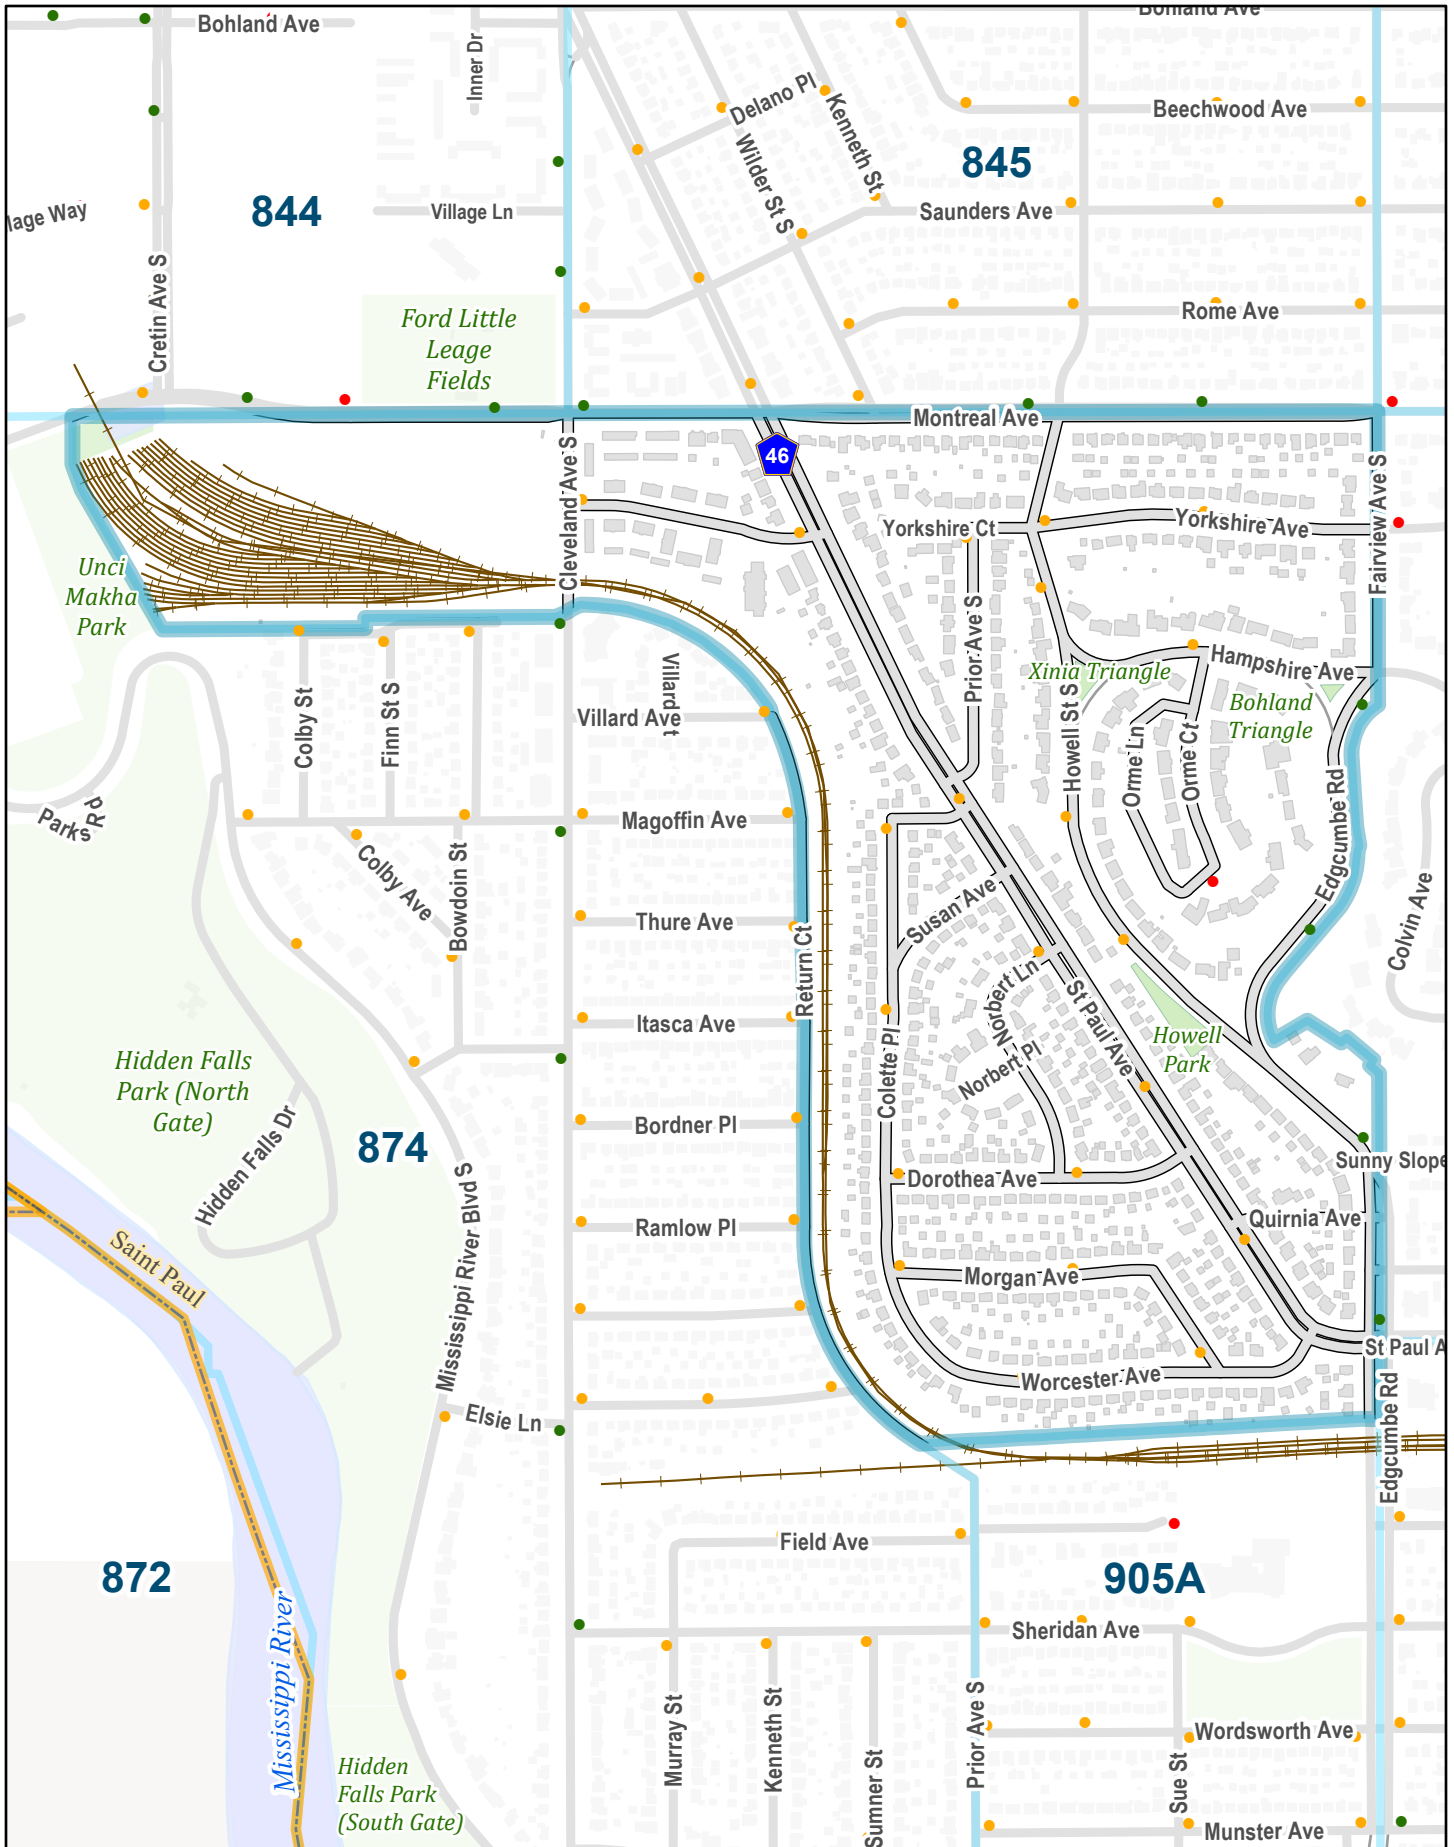 Bohland Ave
Inner Dr
Bohland Ave
Delano Pl
Kenneth St
Beechwood Ave
Wilder St S
845
844
lage Way
Village Ln
Saunders Ave
Cretin Ave S
Ford Little
Leage
Fields
Rome Ave
Montreal Ave
46
Cleveland Ave S
Fairview Ave S
Yorkshire Ct
Yorkshire Ave
Unci
Makha
Park
Prior Ave S
Villard
t
Villard Ave
Colby St
Finn St S
Xinia Triangle
Hampshire Ave
Bohland
Triangle
Howell St S
Orme Ln
Orme Ct
Edgcumbe Rd
Parks
Rd
Magoffin Ave
Colby Ave
Bowdoin St
Susan Ave
Thure Ave
Return Ct
Colvin Ave
Norbert Ln
St Paul Ave
Itasca Ave
Norbert Pl
Howell
Park
Colette Pl
Hidden Falls
Park (North
Gate)
Hidden Falls Dr
874
Bordner Pl
Dorothea Ave
Sunny Slope
Mississippi River Blvd S
Ramlow Pl
Quirnia Ave
Saint Paul
Morgan Ave
St Paul A
Worcester Ave
Elsie Ln
Edgcumbe Rd
Field Ave
872
905A
Mississippi River
Sheridan Ave
Murray St
Kenneth St
Sumner St
Prior Ave S
Sue St
Wordsworth Ave
Hidden
Falls Park
(South Gate)
Munster Ave